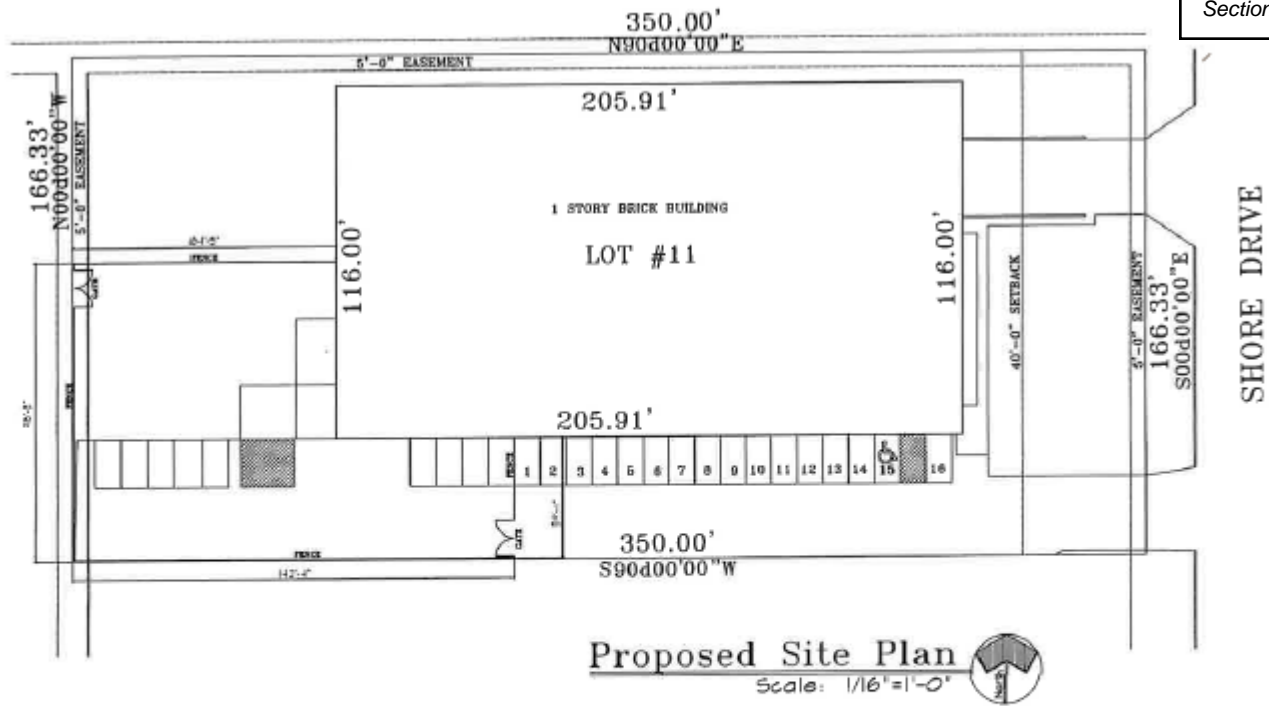 Section
350.00'
N90d00'00"E
5'-0" EASEMENT
205.91'
166.33'
N00d00'00"W
5'-0" EASEMENT
1 STORY BRICK BUILDING
LOT #11
116.00'
116.00'
FENCE
GATE
FENCE
40'-0" SETBACK
5'-0" EASEMENT
166.33'
S00d00'00"E
SHORE DRIVE
205.91'
FENCE
1 2 3 4 5 6 7 8 9 10 11 12 13 14 15 16
GATE
FENCE
350.00'
S90d00'00"W
Proposed Site Plan
Scale: 1/16"=1'-0"
North